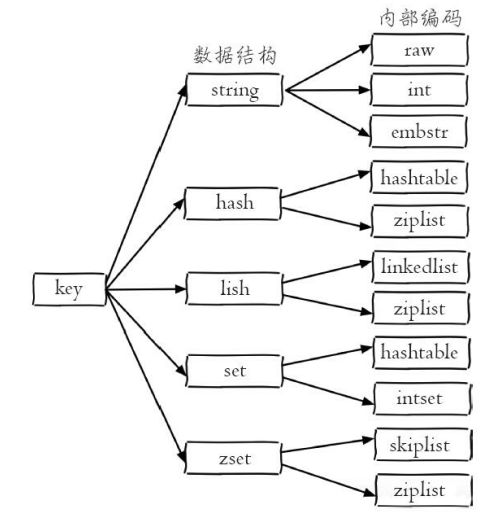 内部编码
数据结构
raw
string
int
embstr
hashtable
hash
ziplist
linkedlist
key
lish
ziplist
hashtable
set
intset
skiplist
zset
ziplist